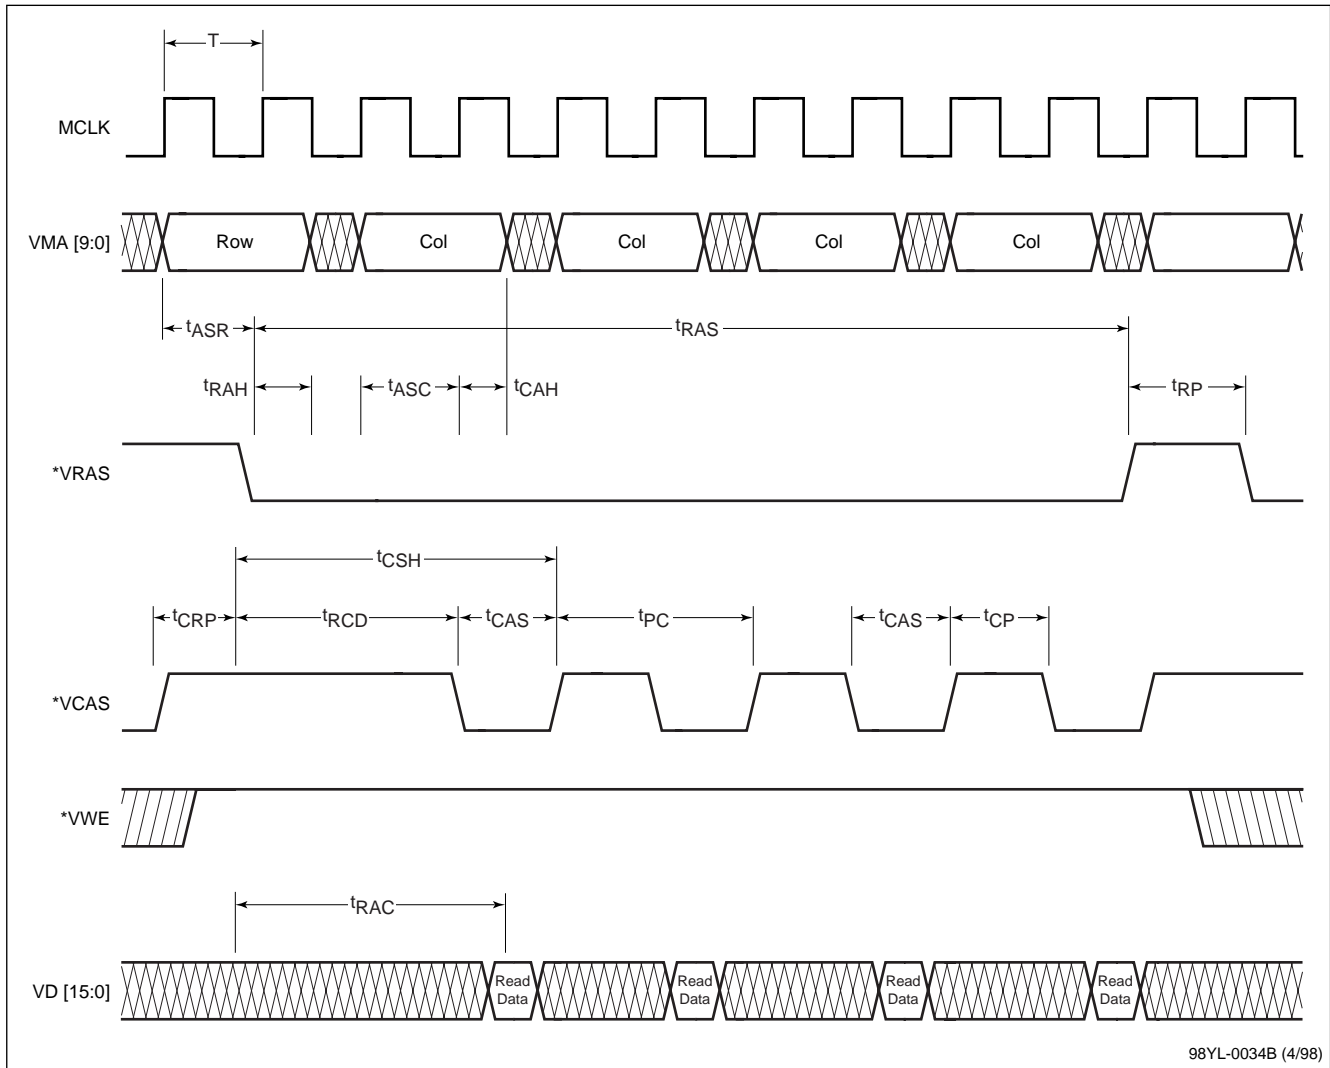 T
MCLK
VMA [9:0]
Row
Col
Col
Col
Col
tASR
tRAS
tRAH
tASC
tCAH
tRP
*VRAS
tCSH
tCRP
tRCD
tCAS
tPC
tCAS
tCP
*VCAS
*VWE
tRAC
VD [15:0]
Read Data
Read Data
Read Data
Read Data
98YL-0034B (4/98)